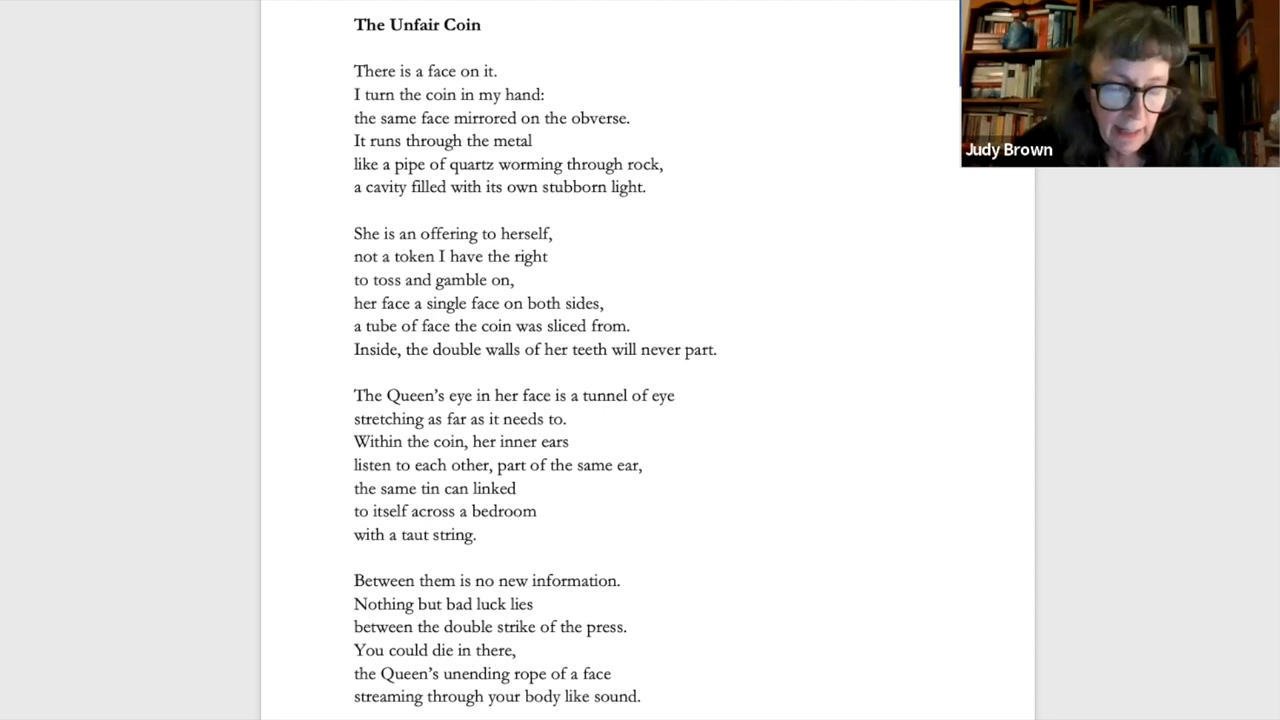 The Unfair Coin
There is a face on it.
I turn the coin in my hand:
the same face mirrored on the obverse.
It runs through the metal
like a pipe of quartz worming through rock,
a cavity filled with its own stubborn light.
She is an offering to herself,
not a token I have the right
to toss and gamble on,
her face a single face on both sides,
a tube of face the coin was sliced from.
Inside, the double walls of her teeth will never part.
The Queen’s eye in her face is a tunnel of eye
stretching as far as it needs to.
Within the coin, her inner ears
listen to each other, part of the same ear,
the same tin can linked
to itself across a bedroom
with a taut string.
Between them is no new information.
Nothing but bad luck lies
between the double strike of the press.
You could die in there,
the Queen’s unending rope of a face
streaming through your body like sound.
Judy Brown